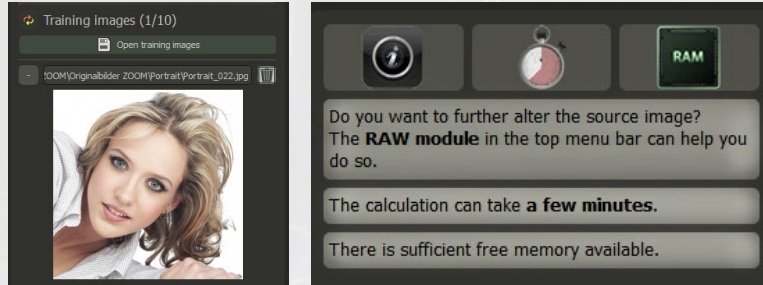 Training images (1/10)
Open training images
- ZOOM\Originalbilder ZOOM\Portrait\Portrait_022.jpg
RAM
Do you want to further alter the source image?
The RAW module in the top menu bar can help you
do so.
The calculation can take a few minutes.
There is sufficient free memory available.